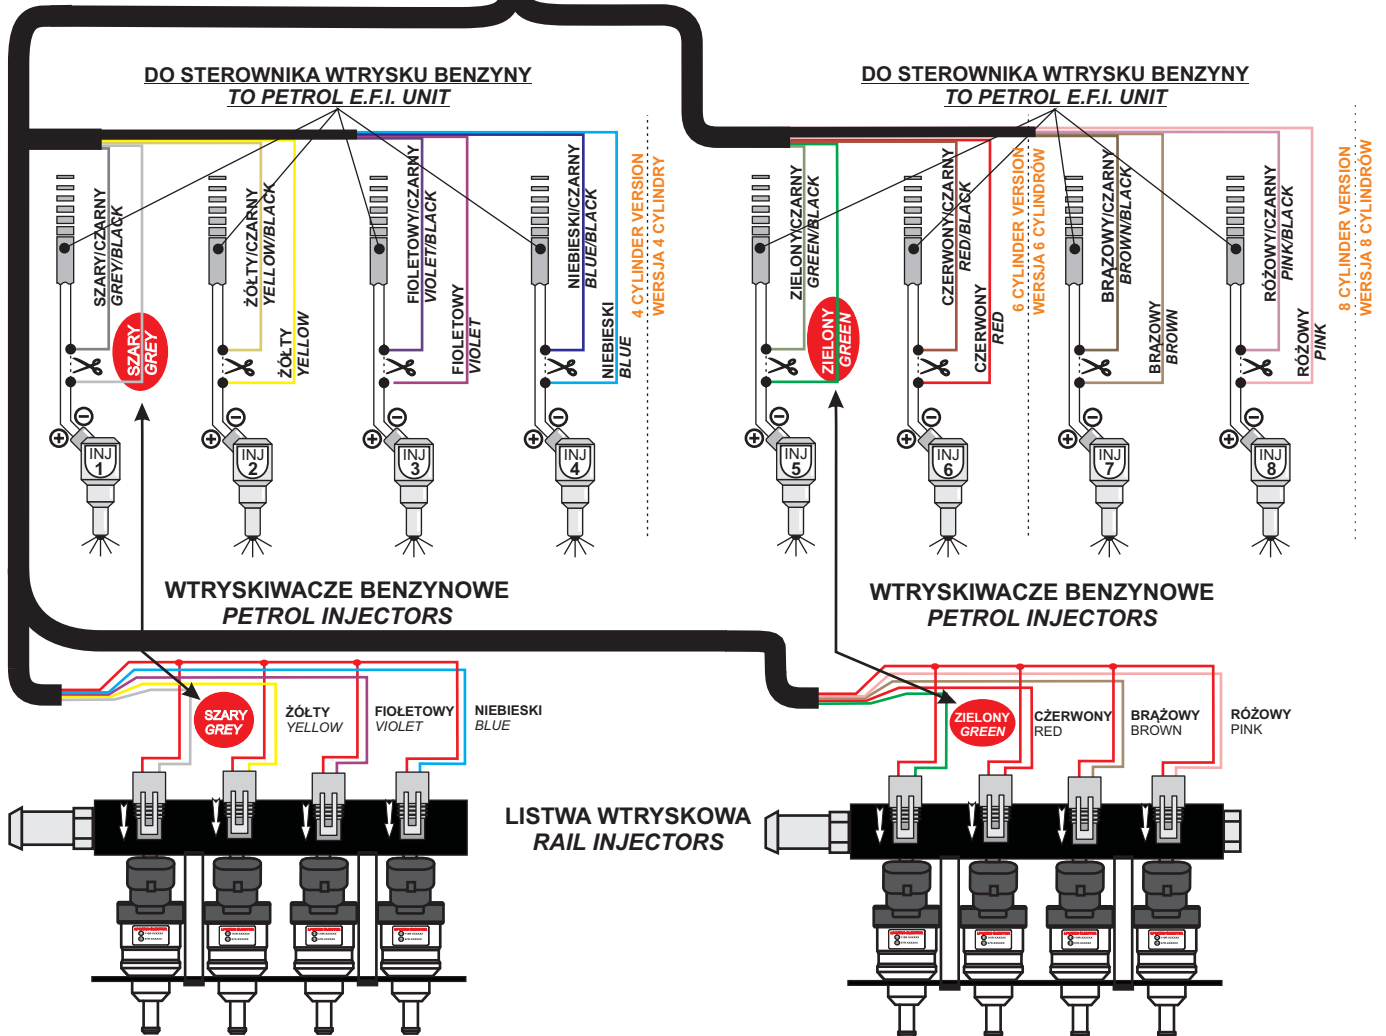 DO STEROWNIKA WTRYSKU BENZYNY
TO PETROL E.F.I. UNIT
DO STEROWNIKA WTRYSKU BENZYNY
TO PETROL E.F.I. UNIT
SZARY/CZARNY
GREY/BLACK
SZARY
GREY
ŻÓŁTY/CZARNY
YELLOW/BLACK
ŻÓŁTY
YELLOW
FIOLETOWY/CZARNY
VIOLET/BLACK
FIOLETOWY
VIOLET
NIEBIESKI/CZARNY
BLUE/BLACK
NIEBIESKI
BLUE
4 CYLINDER VERSION
WERSJA 4 CYLINDRY
ZIELONY/CZARNY
GREEN/BLACK
ZIELONY
GREEN
CZERWONY/CZARNY
RED/BLACK
CZERWONY
RED
6 CYLINDER VERSION
WERSJA 6 CYLINDRÓW
BRĄZOWY/CZARNY
BROWN/BLACK
BRĄZOWY
BROWN
RÓŻOWY/CZARNY
PINK/BLACK
RÓŻOWY
PINK
8 CYLINDER VERSION
WERSJA 8 CYLINDRÓW
INJ
1
INJ
2
INJ
3
INJ
4
INJ
5
INJ
6
INJ
7
INJ
8
WTRYSKIWACZE BENZYNOWE
PETROL INJECTORS
WTRYSKIWACZE BENZYNOWE
PETROL INJECTORS
SZARY
GREY
ŻÓŁTY
YELLOW
FIOŁETOWY
VIOLET
NIEBIESKI
BLUE
ZIELONY
GREEN
CŻERWONY
RED
BRĄŻOWY
BROWN
RÓŻOWY
PINK
LISTWA WTRYSKOWA
RAIL INJECTORS